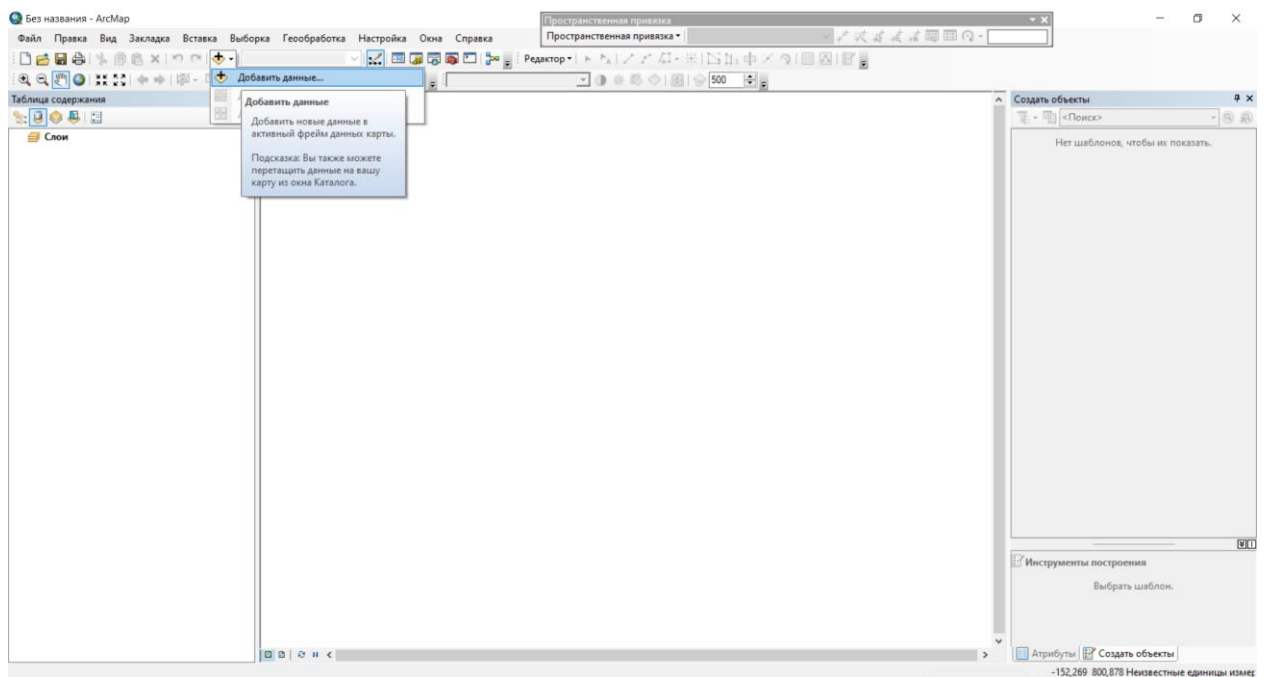 Без названия - ArcMap
Пространственная привязка
Файл Правка Вид Закладка Вставка Выборка Геообработка Настройка Окна Справка
Пространственная привязка
Редактор
Добавить данные...
500
Таблица содержания
Создать объекты
Добавить данные
<Поиск>
Добавить новые данные в
активный фрейм данных карты.
Слои
Нет шаблонов, чтобы их показать.
Подсказка: Вы также можете
перетащить данные на вашу
карту из окна Каталога.
Инструменты построения
Выбрать шаблон.
Атрибуты Создать объекты
-152,269 800,878 Неизвестные единицы измер